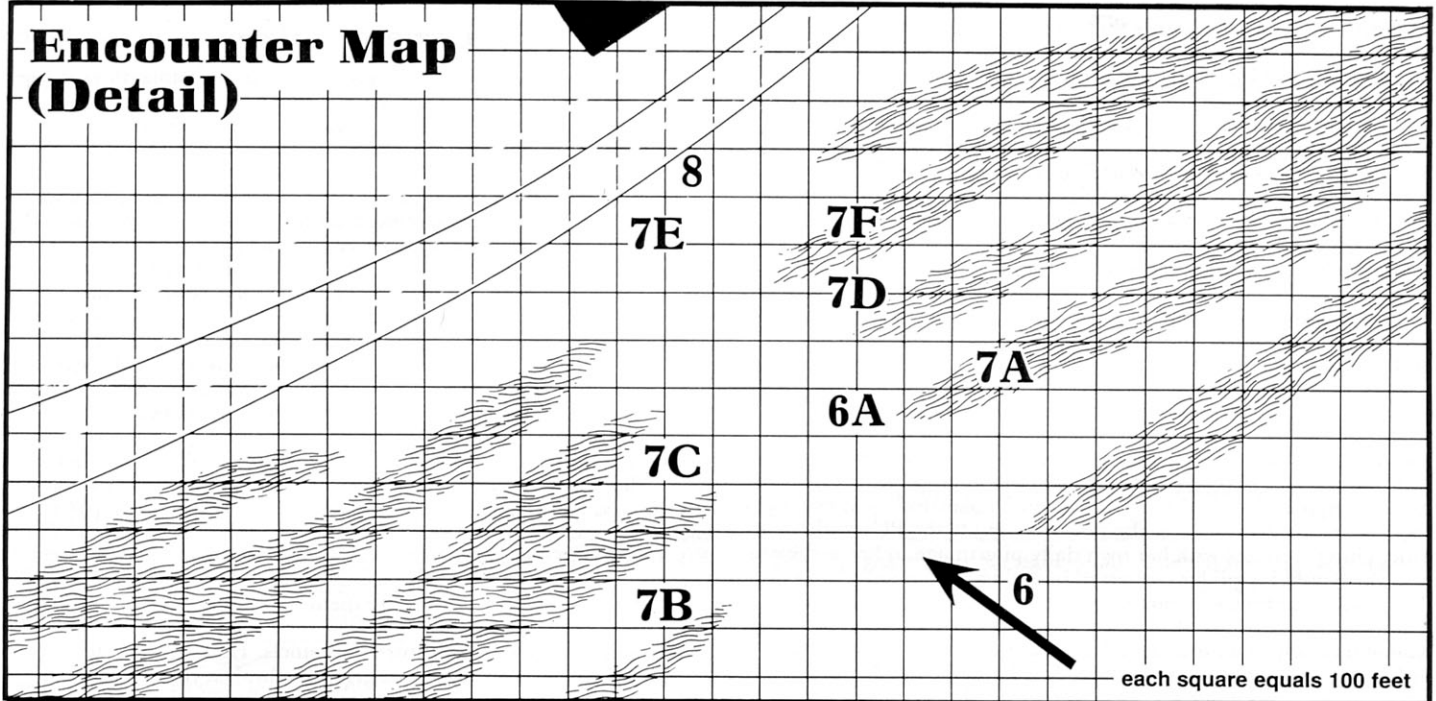 Encounter Map
(Detail)
8
7E
7F
7D
7A
6A
7C
7B
6
each square equals 100 feet